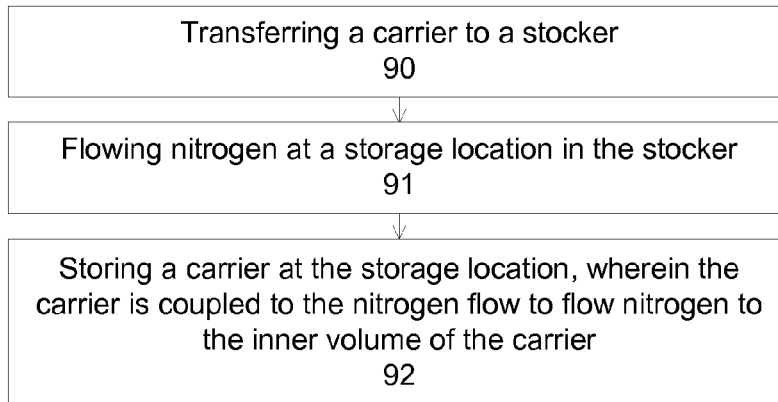 Transferring a carrier to a stocker
90
Flowing nitrogen at a storage location in the stocker
91
Storing a carrier at the storage location, wherein the
carrier is coupled to the nitrogen flow to flow nitrogen to
the inner volume of the carrier
92